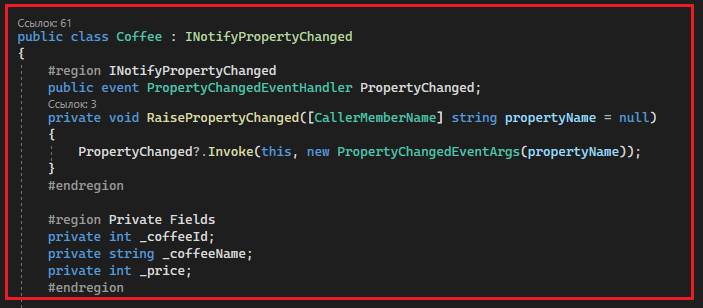 Ссылок: 61
public class Coffee : INotifyPropertyChanged
{
#region INotifyPropertyChanged
public event PropertyChangedEventHandler PropertyChanged;
Ссылок: 3
private void RaisePropertyChanged([CallerMemberName] string propertyName = null)
{
PropertyChanged?.Invoke(this, new PropertyChangedEventArgs(propertyName));
}
#endregion
#region Private Fields
private int _coffeeId;
private string _coffeeName;
private int _price;
#endregion